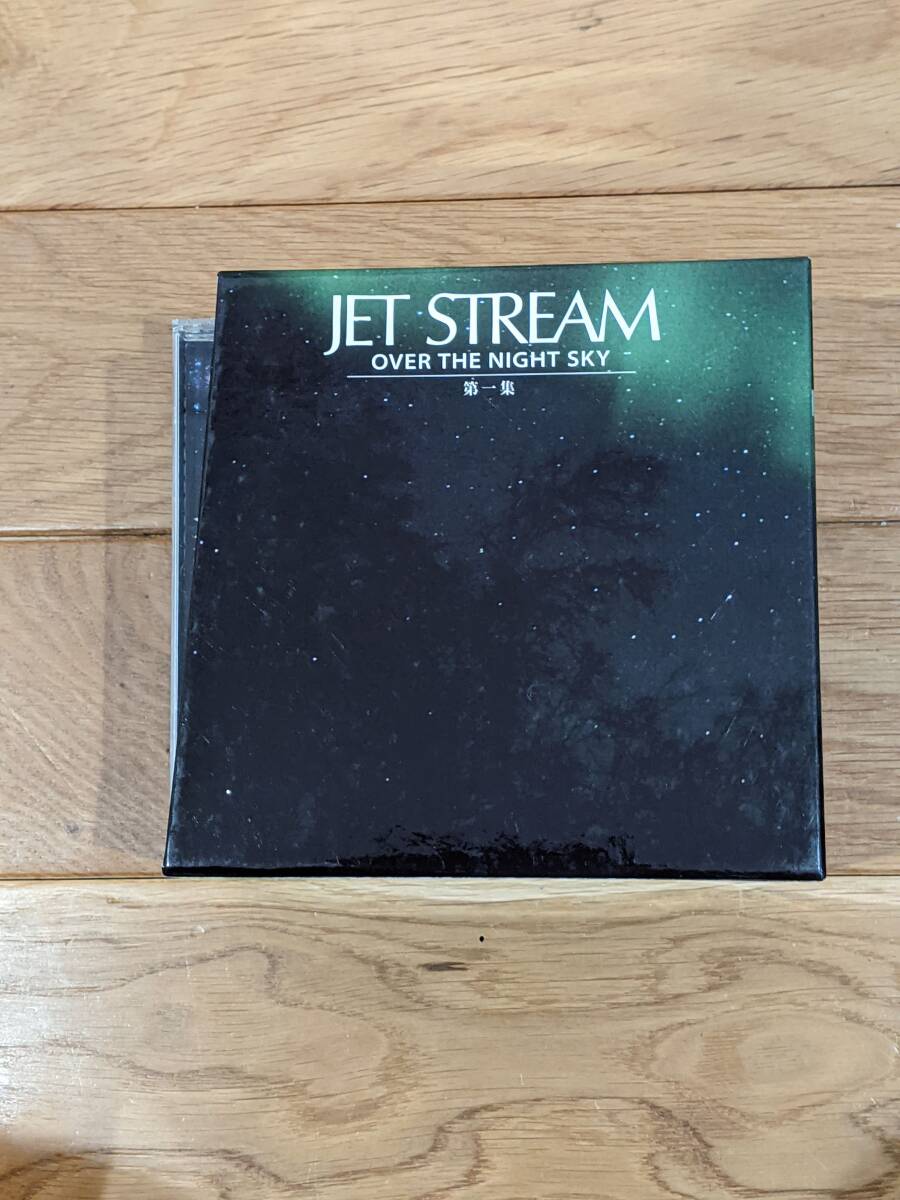 JET STREAM
OVER THE NIGHT SKY
第一集